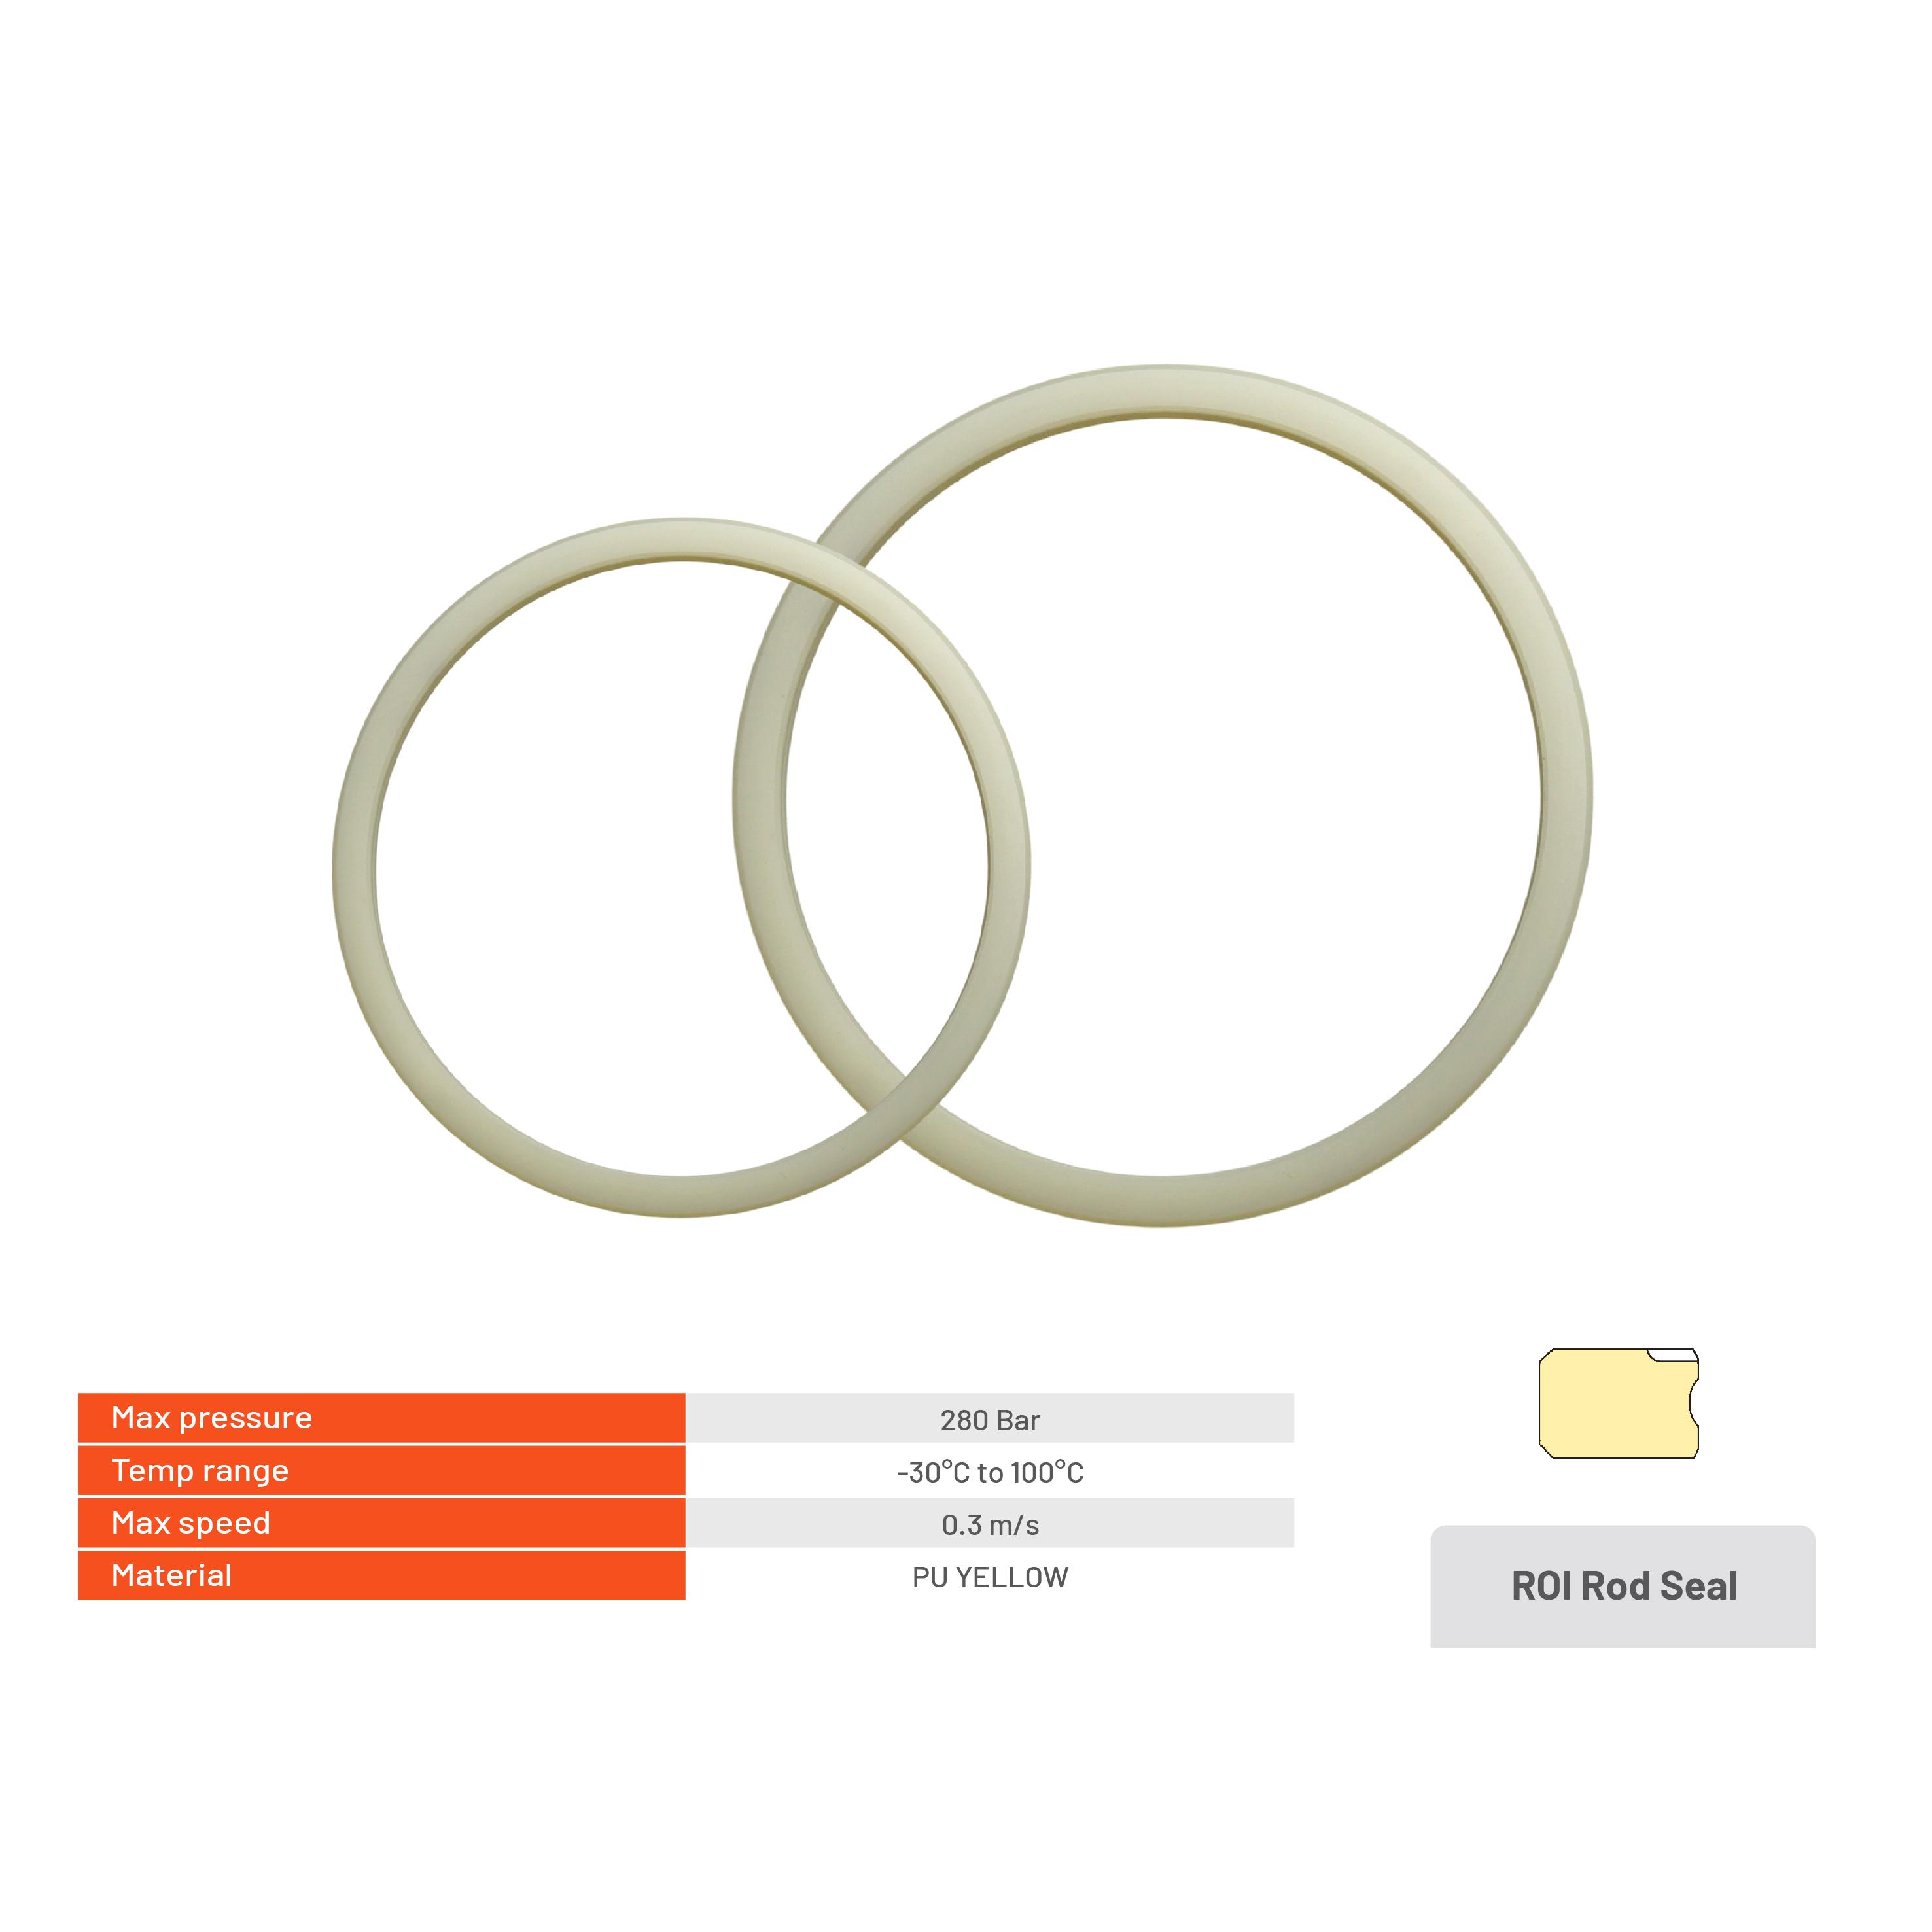 Max pressure 280 Bar
Temp range -30°C to 100°C
Max speed 0.3 m/s
Material PU YELLOW
ROI Rod Seal